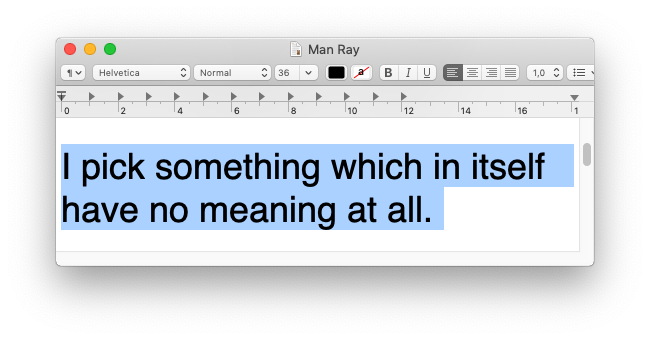 Man Ray
¶ Helvetica Normal 36 a B I U 1,0
0 2 4 6 8 10 12 14 16 1
I pick something which in itself
have no meaning at all.